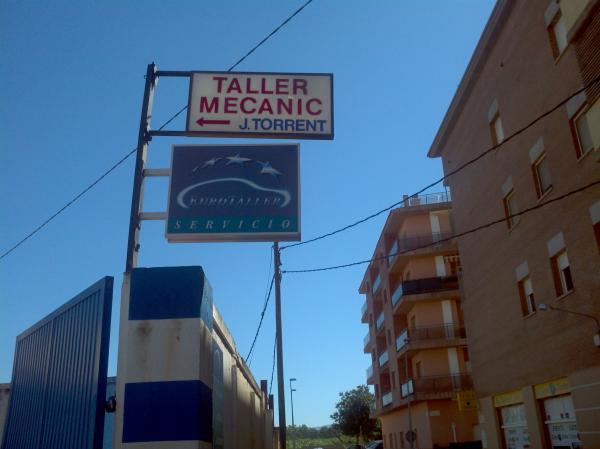 TALLER
MECANIC
J. TORRENT
EUROTALLER
SERVICIO